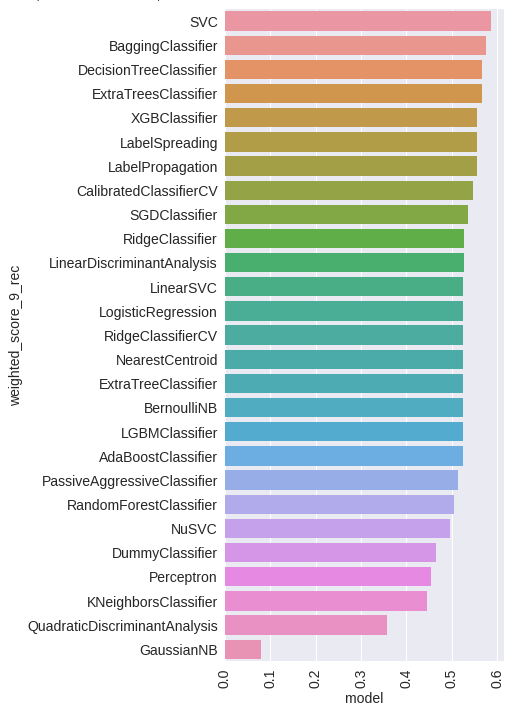 SVC
BaggingClassifier
DecisionTreeClassifier
ExtraTreesClassifier
XGBClassifier
LabelSpreading
LabelPropagation
CalibratedClassifierCV
SGDClassifier
RidgeClassifier
LinearDiscriminantAnalysis
LinearSVC
LogisticRegression
RidgeClassifierCV
NearestCentroid
ExtraTreeClassifier
BernoulliNB
LGBMClassifier
AdaBoostClassifier
PassiveAggressiveClassifier
RandomForestClassifier
NuSVC
DummyClassifier
Perceptron
KNeighborsClassifier
QuadraticDiscriminantAnalysis
GaussianNB
weighted_score_9_rec
0.0 0.1 0.2 0.3 0.4 0.5 0.6
model